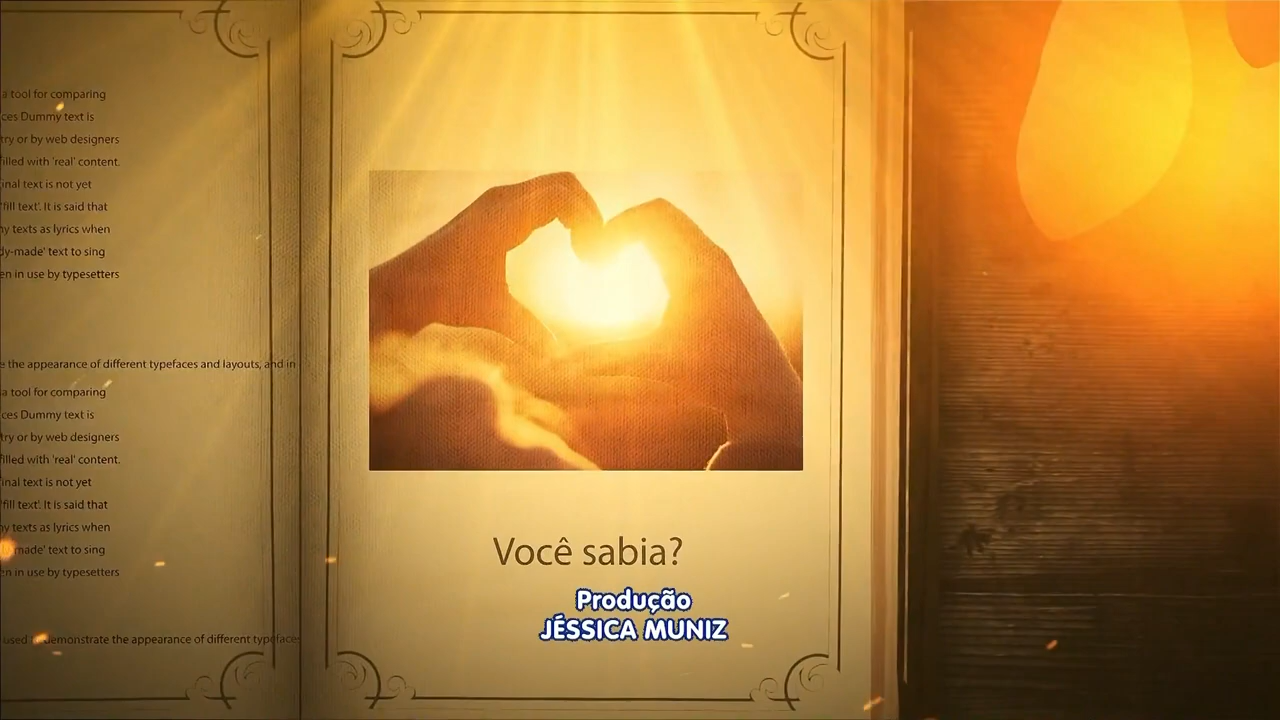 a tool for comparing
ces Dummy text is
try or by web designers
filled with 'real' content.
inal text is not yet
'fill text'. It is said that
ny texts as lyrics when
dy-made' text to sing
en in use by typesetters
e the appearance of different typefaces and layouts, and in
a tool for comparing
ces Dummy text is
try or by web designers
filled with 'real' content.
inal text is not yet
'fill text'. It is said that
ny texts as lyrics when
made' text to sing
en in use by typesetters
used to demonstrate the appearance of different typefaces
Você sabia?
Produção
JÉSSICA MUNIZ